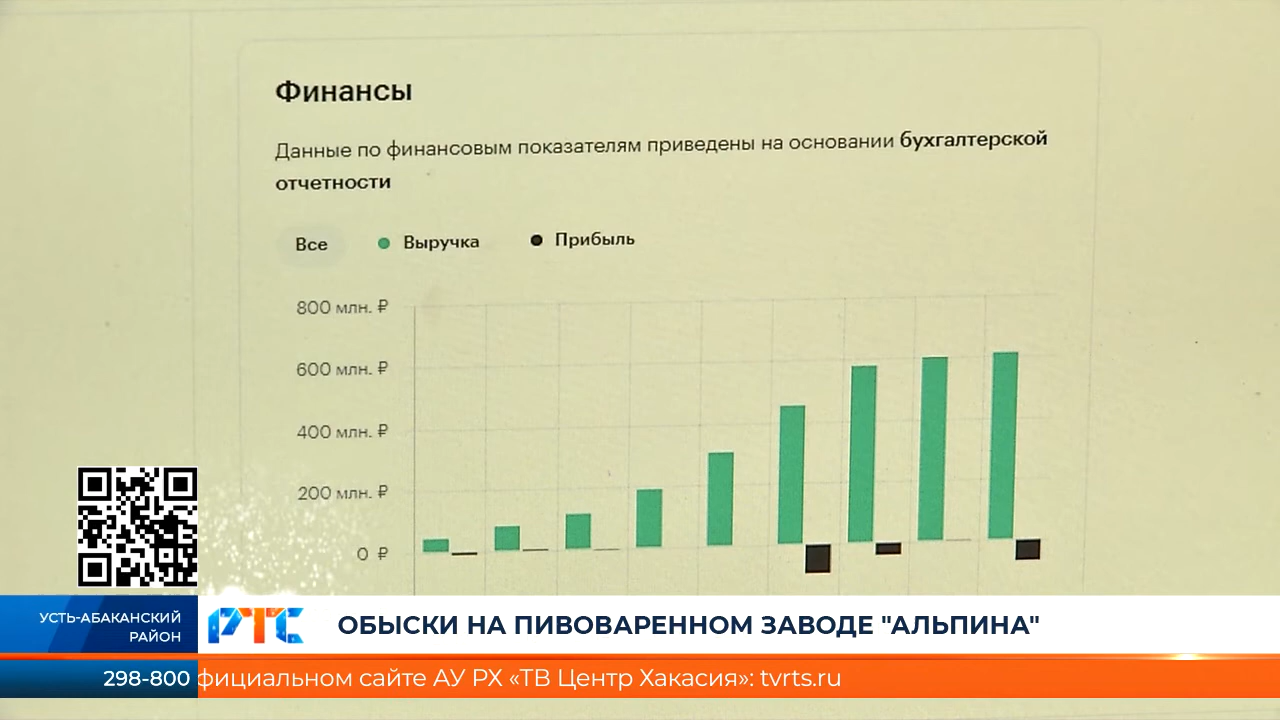 Финансы
Данные по финансовым показателям приведены на основании бухгалтерской
отчетности
Все Выручка Прибыль
800 млн. ₽
600 млн. ₽
400 млн. ₽
200 млн. ₽
0 ₽
УСТЬ-АБАКАНСКИЙ
РАЙОН
РТС
ОБЫСКИ НА ПИВОВАРЕННОМ ЗАВОДЕ "АЛЬПИНА"
298-800
фициальном сайте АУ РХ «ТВ Центр Хакасия»: tvrts.ru